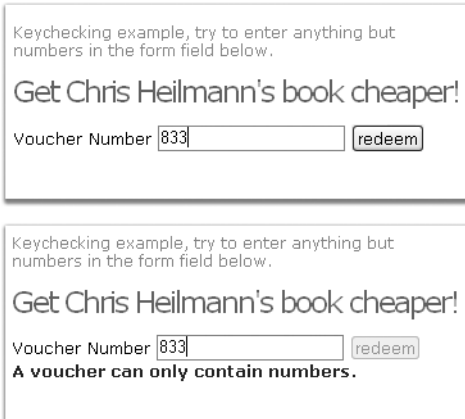 Keychecking example, try to enter anything but
numbers in the form field below.
Get Chris Heilmann's book cheaper!
Voucher Number 833 redeem
Keychecking example, try to enter anything but
numbers in the form field below.
Get Chris Heilmann's book cheaper!
Voucher Number 833 redeem
A voucher can only contain numbers.